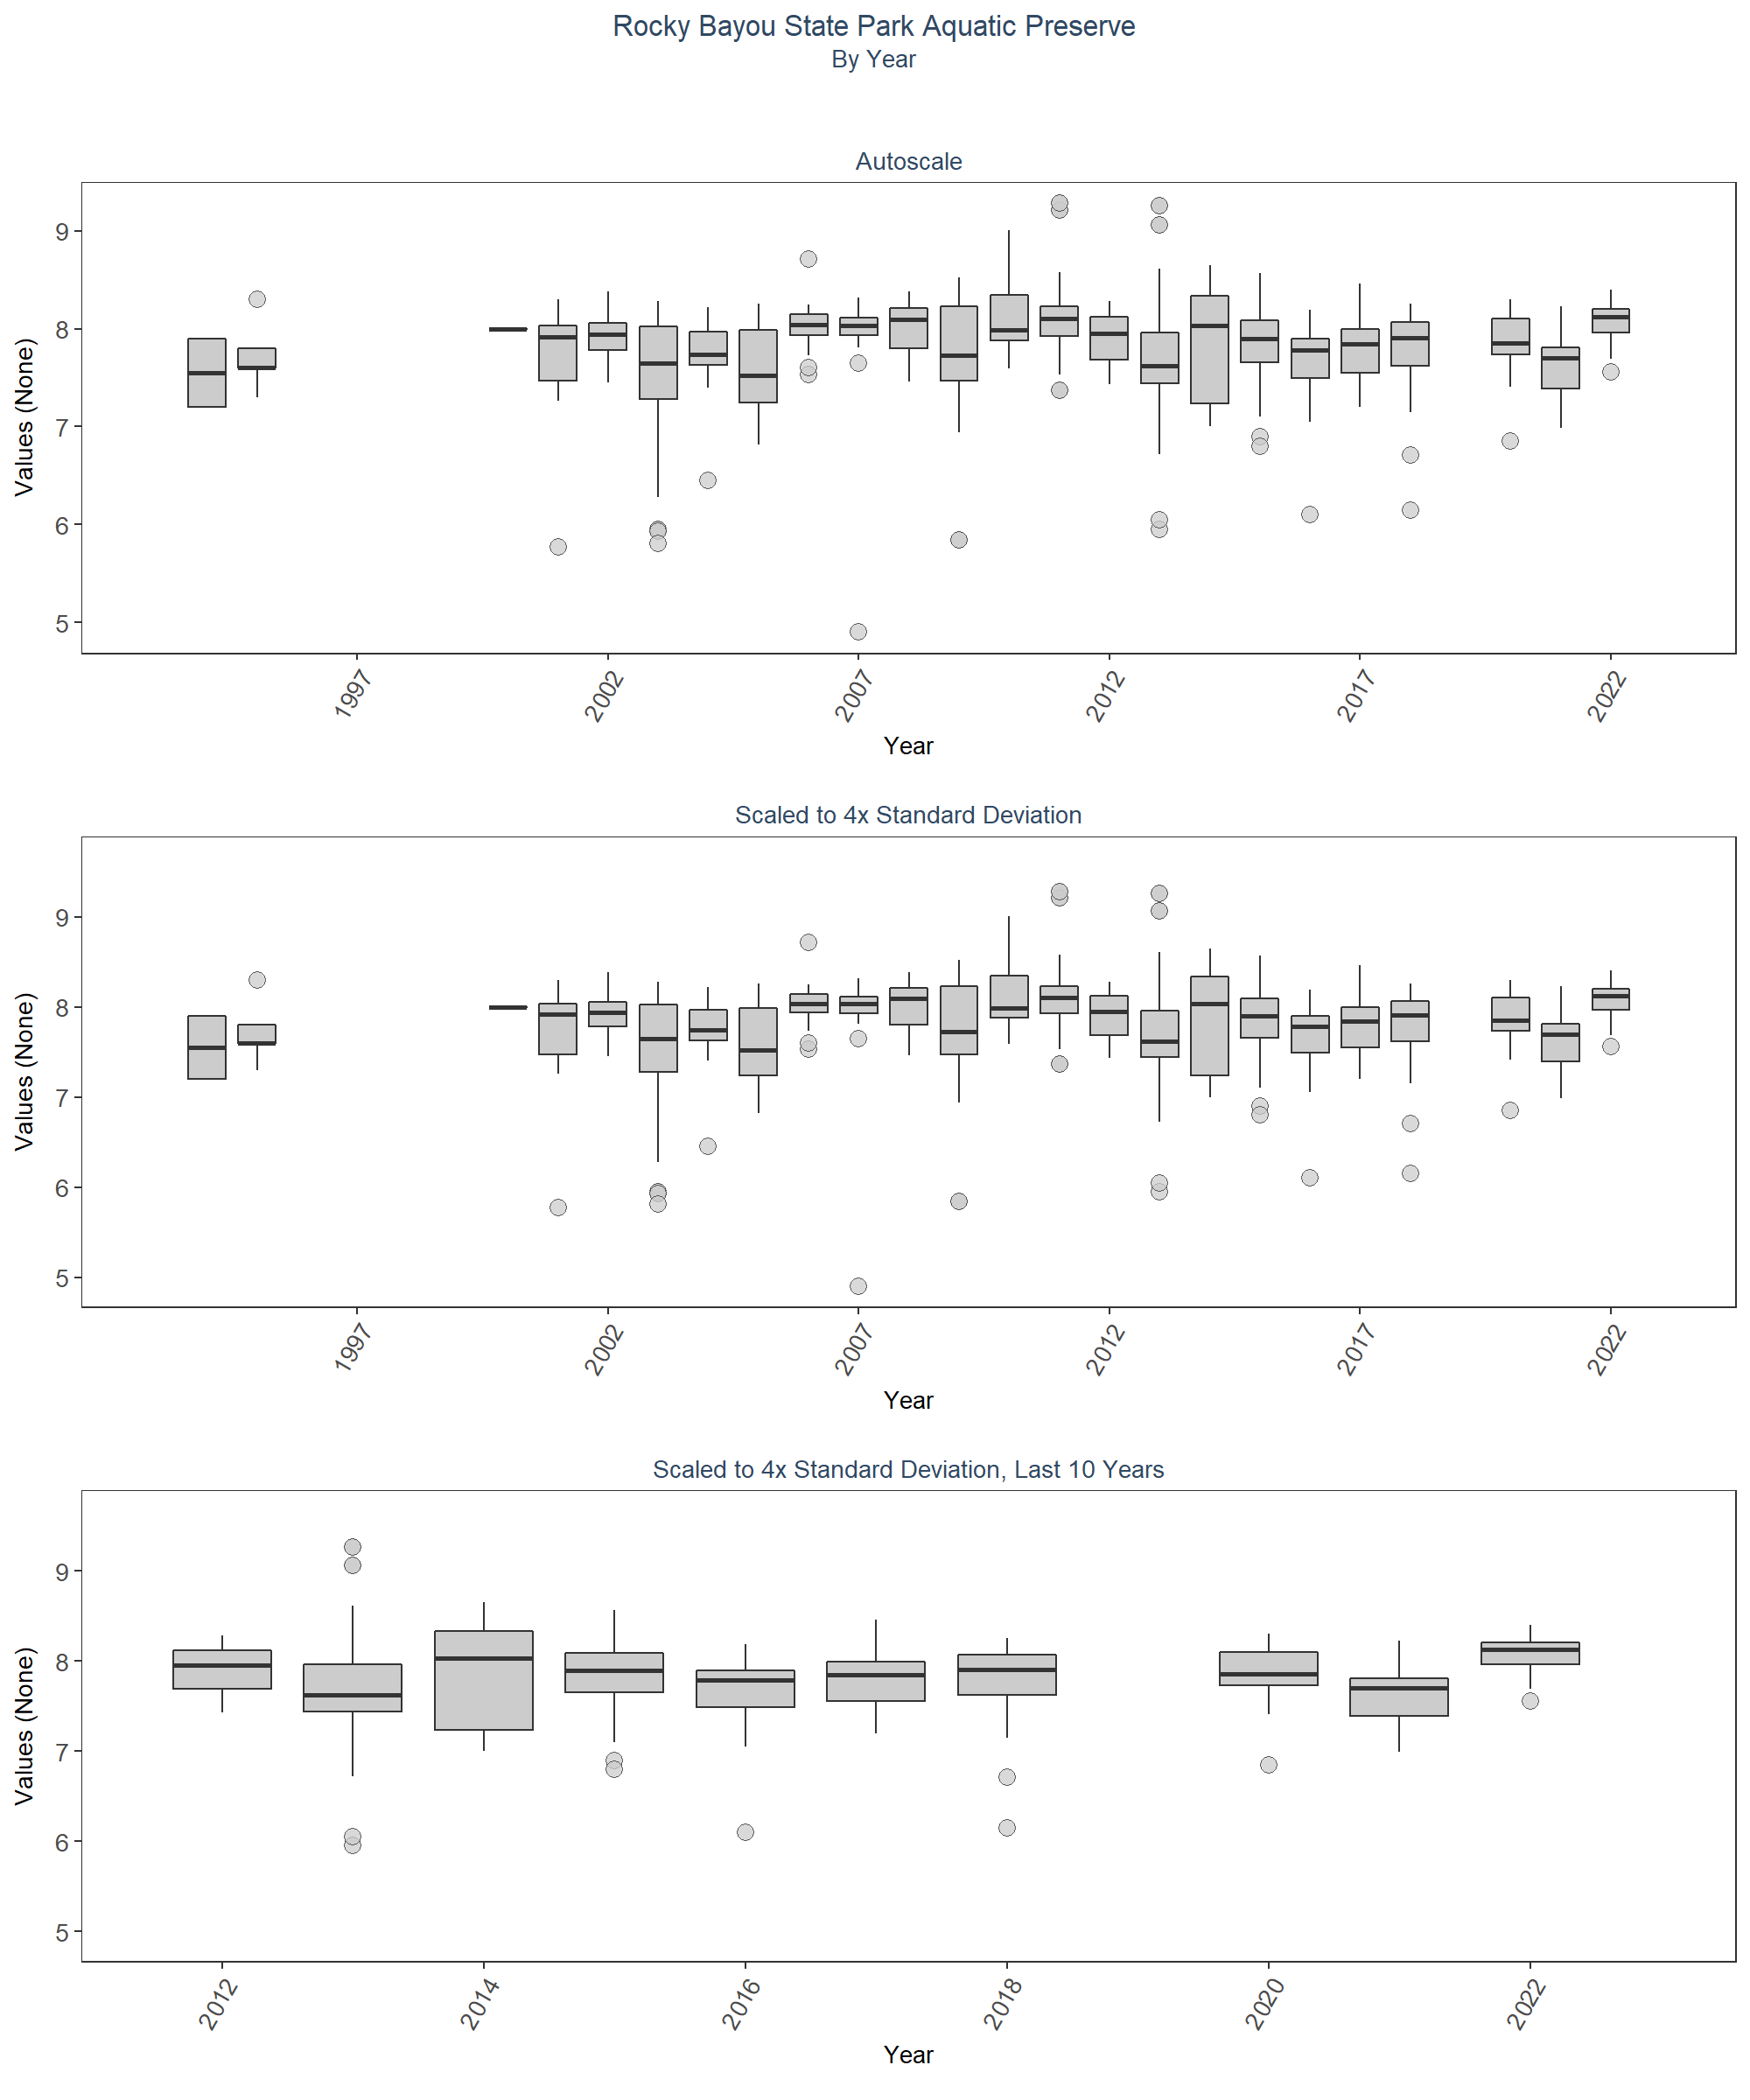 Rocky Bayou State Park Aquatic Preserve
By Year
Autoscale
Values (None)
9
8
7
6
5
1997 2002 2007 2012 2017 2022
Year
Scaled to 4x Standard Deviation
Values (None)
9
8
7
6
5
1997 2002 2007 2012 2017 2022
Year
Scaled to 4x Standard Deviation, Last 10 Years
Values (None)
9
8
7
6
5
2012 2014 2016 2018 2020 2022
Year